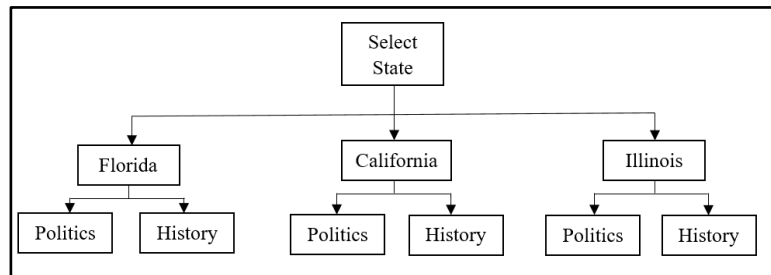 Select
State
Florida
California
Illinois
Politics
History
Politics
History
Politics
History